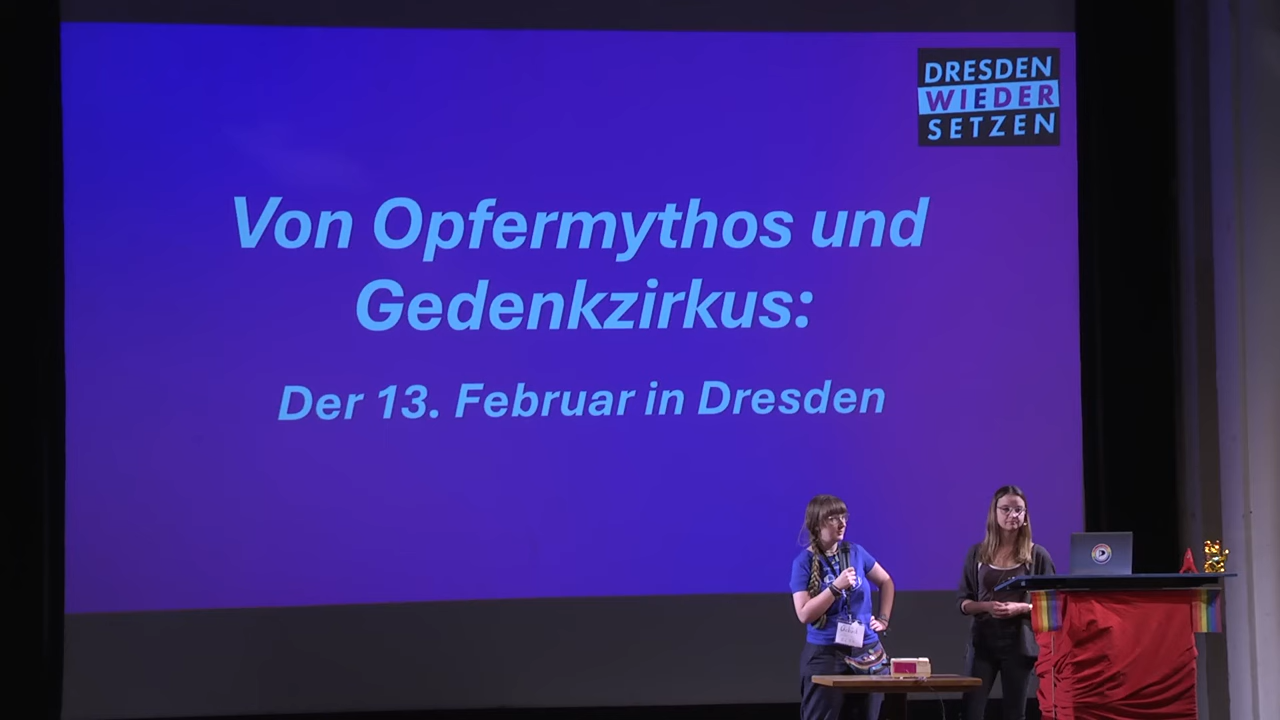 DRESDEN
WIEDER
SETZEN
Von Opfermythos und
Gedenkzirkus:
Der 13. Februar in Dresden